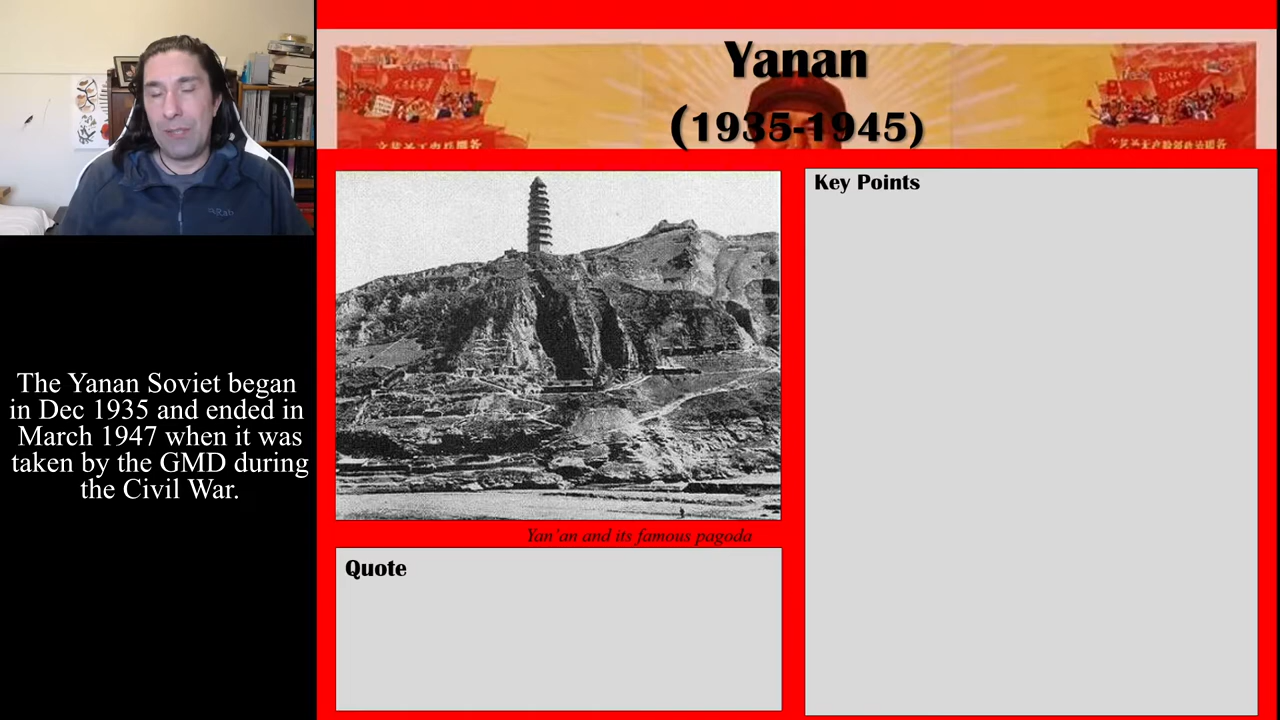 Yanan
(1935-1945)
Rab
Key Points
The Yanan Soviet began
in Dec 1935 and ended in
March 1947 when it was
taken by the GMD during
the Civil War.
Yan'an and its famous pagoda
Quote